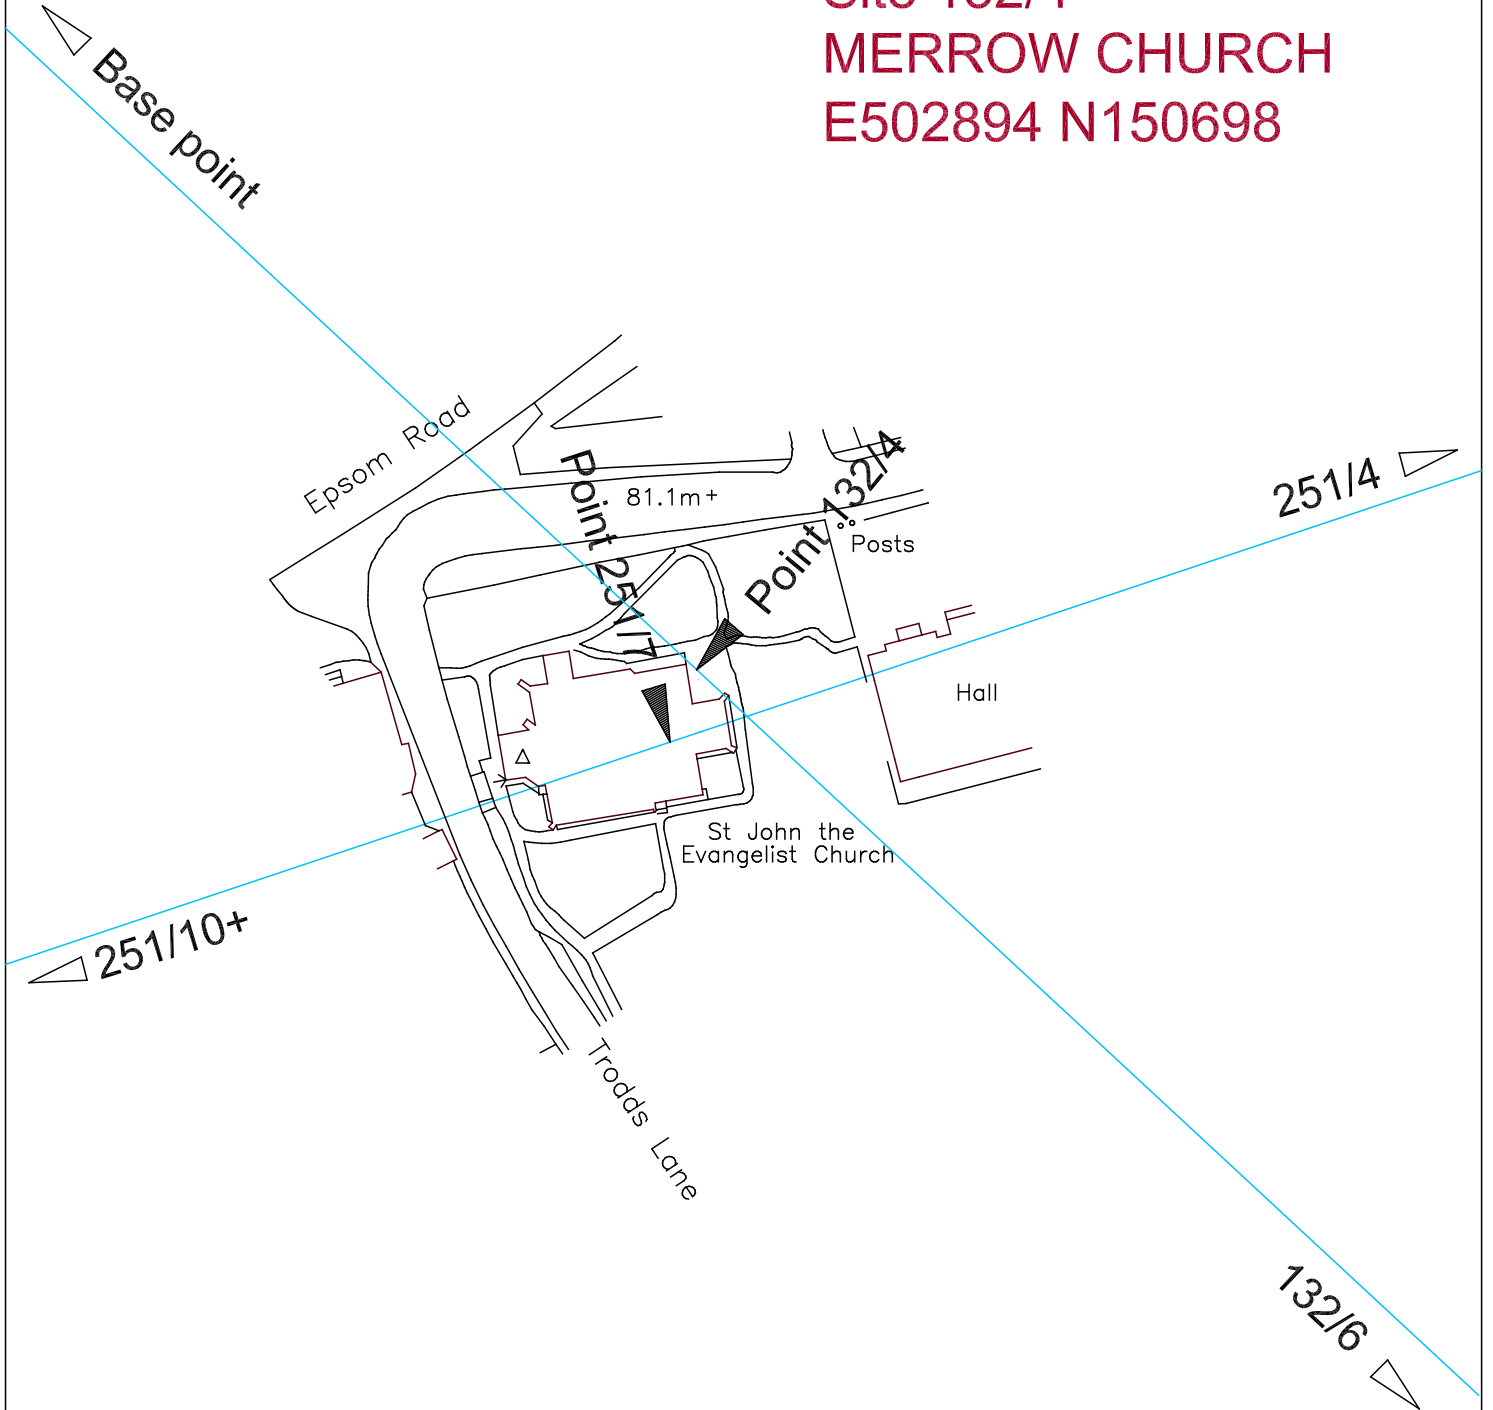 MERROW CHURCH
E502894 N150698
Base point
Epsom Road
Point 251/7
81.1m+
Point 132/4
Posts
251/4
Hall
St John the
Evangelist Church
251/10+
Trodds Lane
132/6